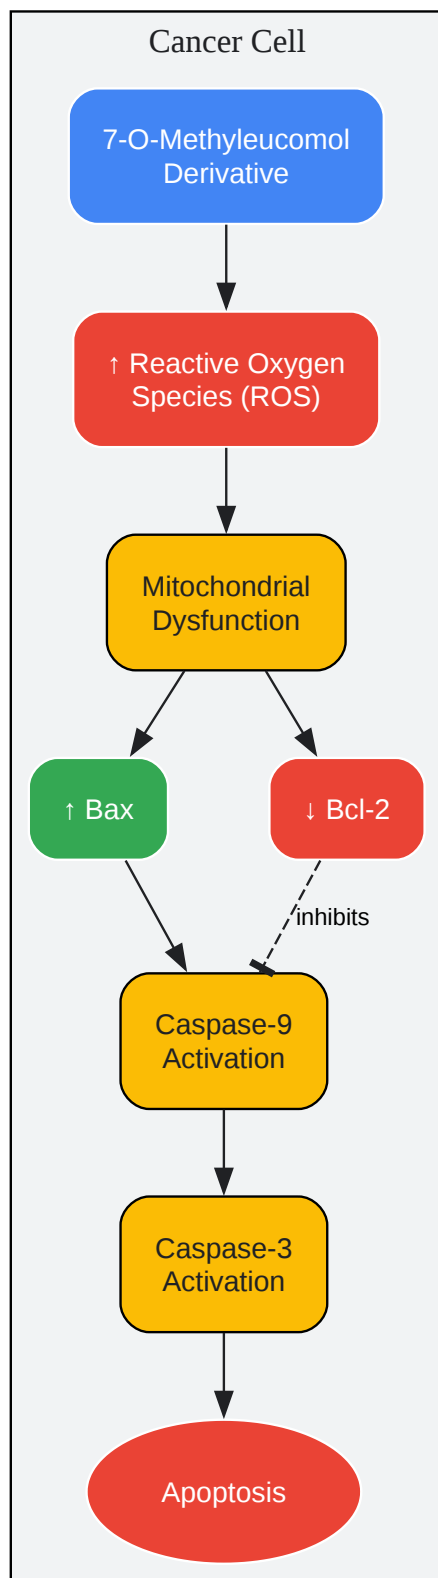 Cancer Cell
7-O-Methyleucomol
Derivative
↑ Reactive Oxygen
Species (ROS)
Mitochondrial
Dysfunction
↑ Bax
↓ Bcl-2
inhibits
Caspase-9
Activation
Caspase-3
Activation
Apoptosis